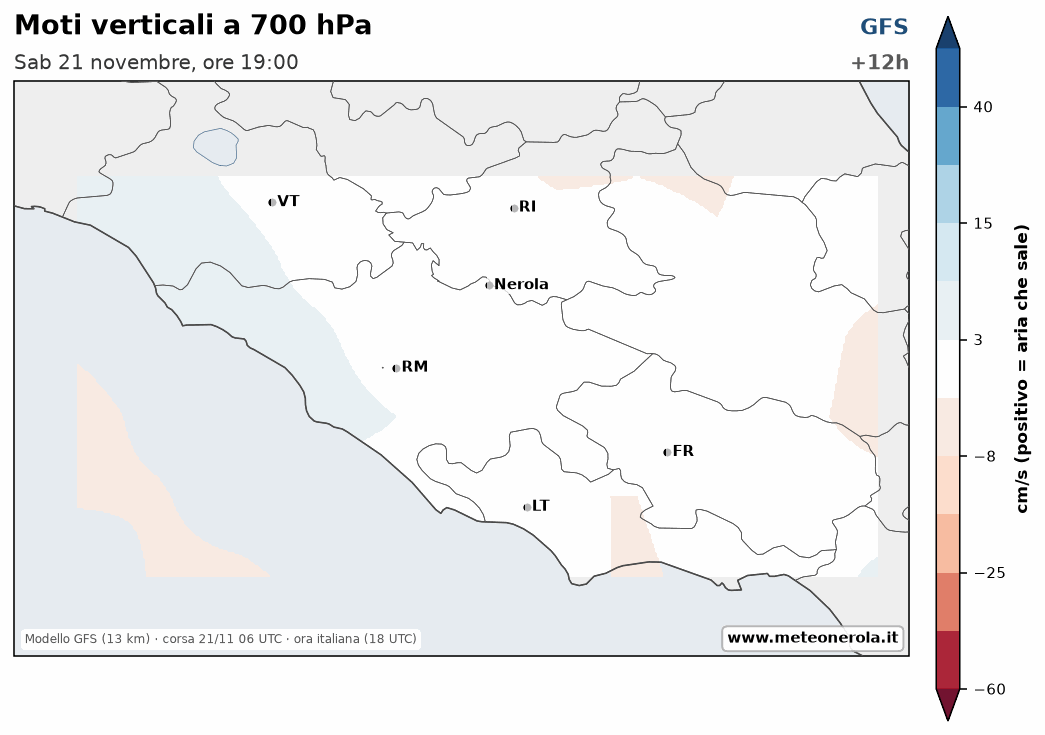 Moti verticali a 700 hPa
GFS
Sab 21 novembre, ore 19:00
+12h
VT
RI
Nerola
RM
FR
LT
40
15
3
−8
−25
−60
cm/s (positivo = aria che sale)
Modello GFS (13 km) · corsa 21/11 06 UTC · ora italiana (18 UTC)
www.meteonerola.it